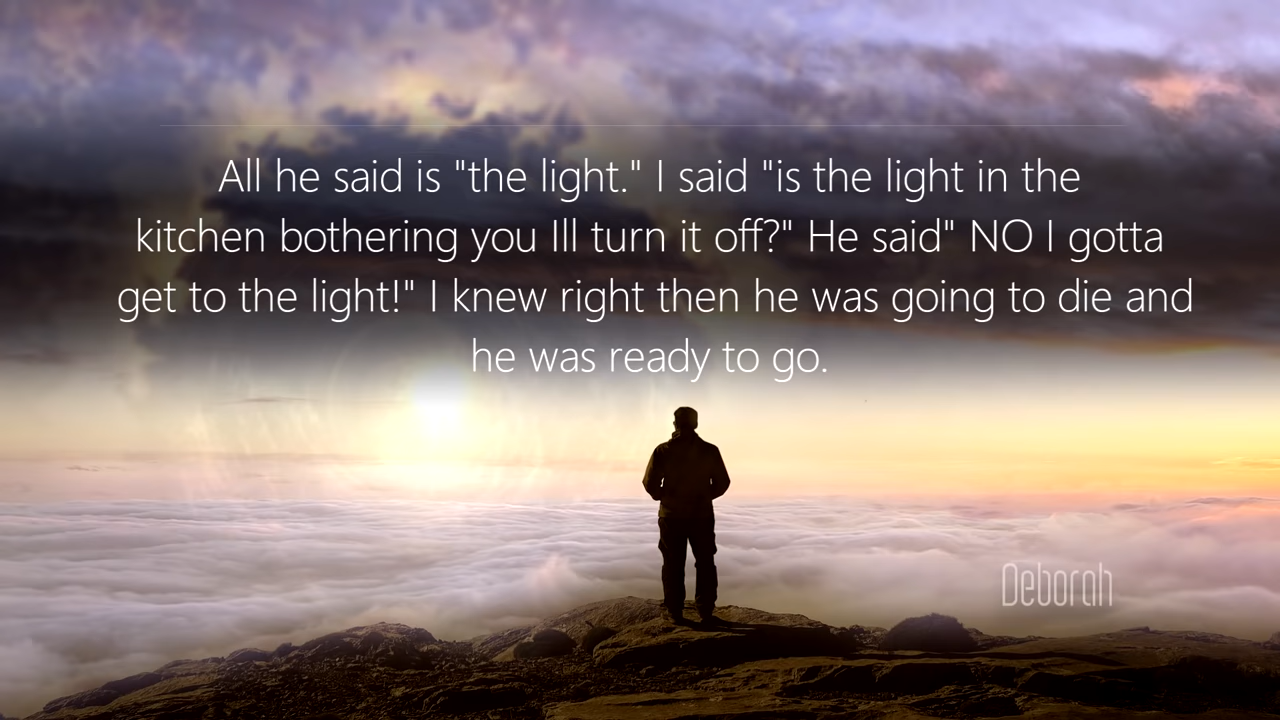 All he said is "the light." I said "is the light in the
kitchen bothering you Ill turn it off?" He said" NO I gotta
get to the light!" I knew right then he was going to die and
he was ready to go.
Deborah